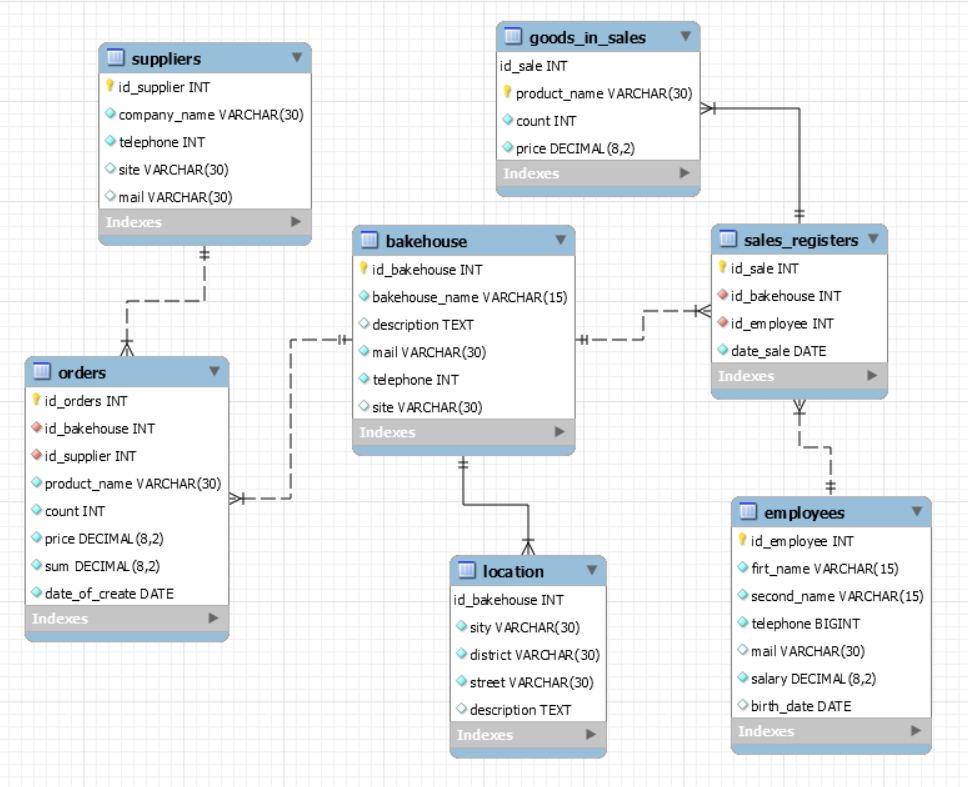 suppliers
id_supplier INT
company_name VARCHAR(30)
telephone INT
site VARCHAR(30)
mail VARCHAR(30)
Indexes
goods_in_sales
id_sale INT
product_name VARCHAR(30)
count INT
price DECIMAL(8,2)
Indexes
bakehouse
id_bakehouse INT
bakehouse_name VARCHAR(15)
description TEXT
mail VARCHAR(30)
telephone INT
site VARCHAR(30)
Indexes
sales_registers
id_sale INT
id_bakehouse INT
id_employee INT
date_sale DATE
Indexes
orders
id_orders INT
id_bakehouse INT
id_supplier INT
product_name VARCHAR(30)
count INT
price DECIMAL(8,2)
sum DECIMAL(8,2)
date_of_create DATE
Indexes
location
id_bakehouse INT
sity VARCHAR(30)
district VARCHAR(30)
street VARCHAR(30)
description TEXT
Indexes
employees
id_employee INT
firt_name VARCHAR(15)
second_name VARCHAR(15)
telephone BIGINT
mail VARCHAR(30)
salary DECIMAL(8,2)
birth_date DATE
Indexes